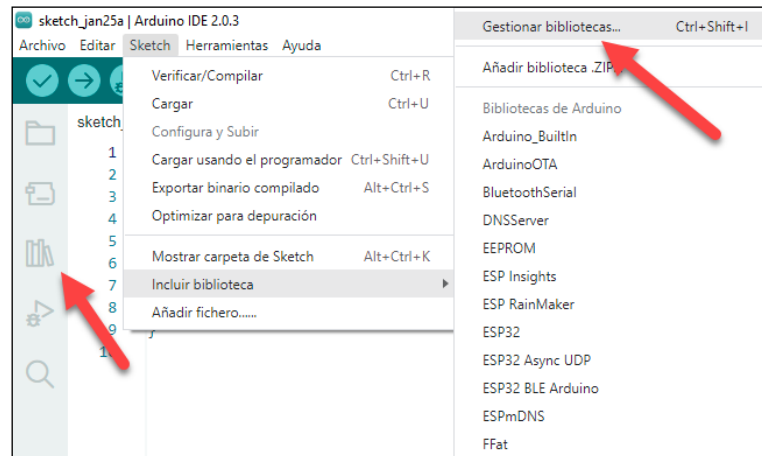 sketch_jan25a | Arduino IDE 2.0.3
Archivo Editar Sketch Herramientas Ayuda
sketch_
1
2
3
4
5
6
7
8
9 }
Verificar/Compilar Ctrl+R
Cargar Ctrl+U
Configura y Subir
Cargar usando el programador Ctrl+Shift+U
Exportar binario compilado Alt+Ctrl+S
Optimizar para depuración
Mostrar carpeta de Sketch Alt+Ctrl+K
Incluir biblioteca
Añadir fichero......
Gestionar bibliotecas... Ctrl+Shift+I
Añadir biblioteca .ZIP
Bibliotecas de Arduino
Arduino_BuiltIn
ArduinoOTA
BluetoothSerial
DNSServer
EEPROM
ESP Insights
ESP RainMaker
ESP32
ESP32 Async UDP
ESP32 BLE Arduino
ESPmDNS
FFat